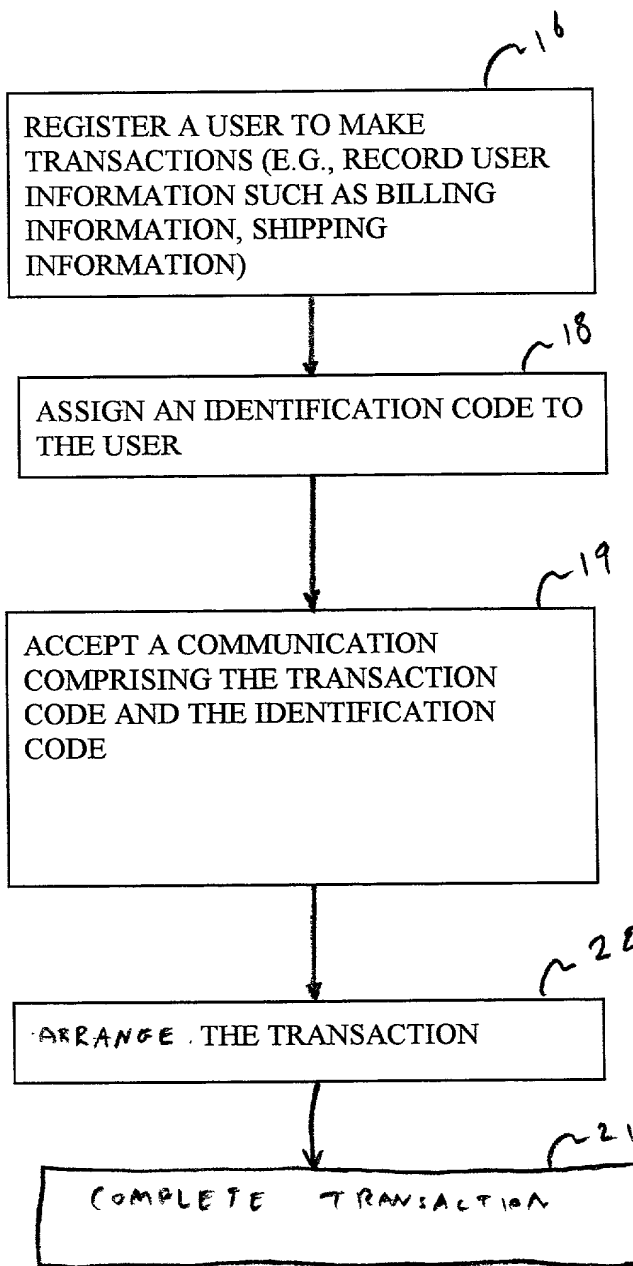 16
REGISTER A USER TO MAKE
TRANSACTIONS (E.G., RECORD USER
INFORMATION SUCH AS BILLING
INFORMATION, SHIPPING
INFORMATION)
18
ASSIGN AN IDENTIFICATION CODE TO
THE USER
19
ACCEPT A COMMUNICATION
COMPRISING THE TRANSACTION
CODE AND THE IDENTIFICATION
CODE
ARRANGE THE TRANSACTION
21
COMPLETE TRANSACTION